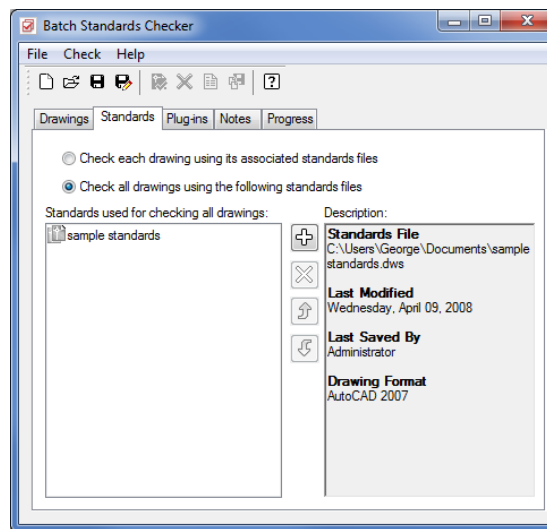 Batch Standards Checker
File Check Help
Drawings Standards Plug-ins Notes Progress
Check each drawing using its associated standards files
Check all drawings using the following standards files
Standards used for checking all drawings:
sample standards
Description:
Standards File
C:\Users\George\Documents\sample
standards.dws
Last Modified
Wednesday, April 09, 2008
Last Saved By
Administrator
Drawing Format
AutoCAD 2007